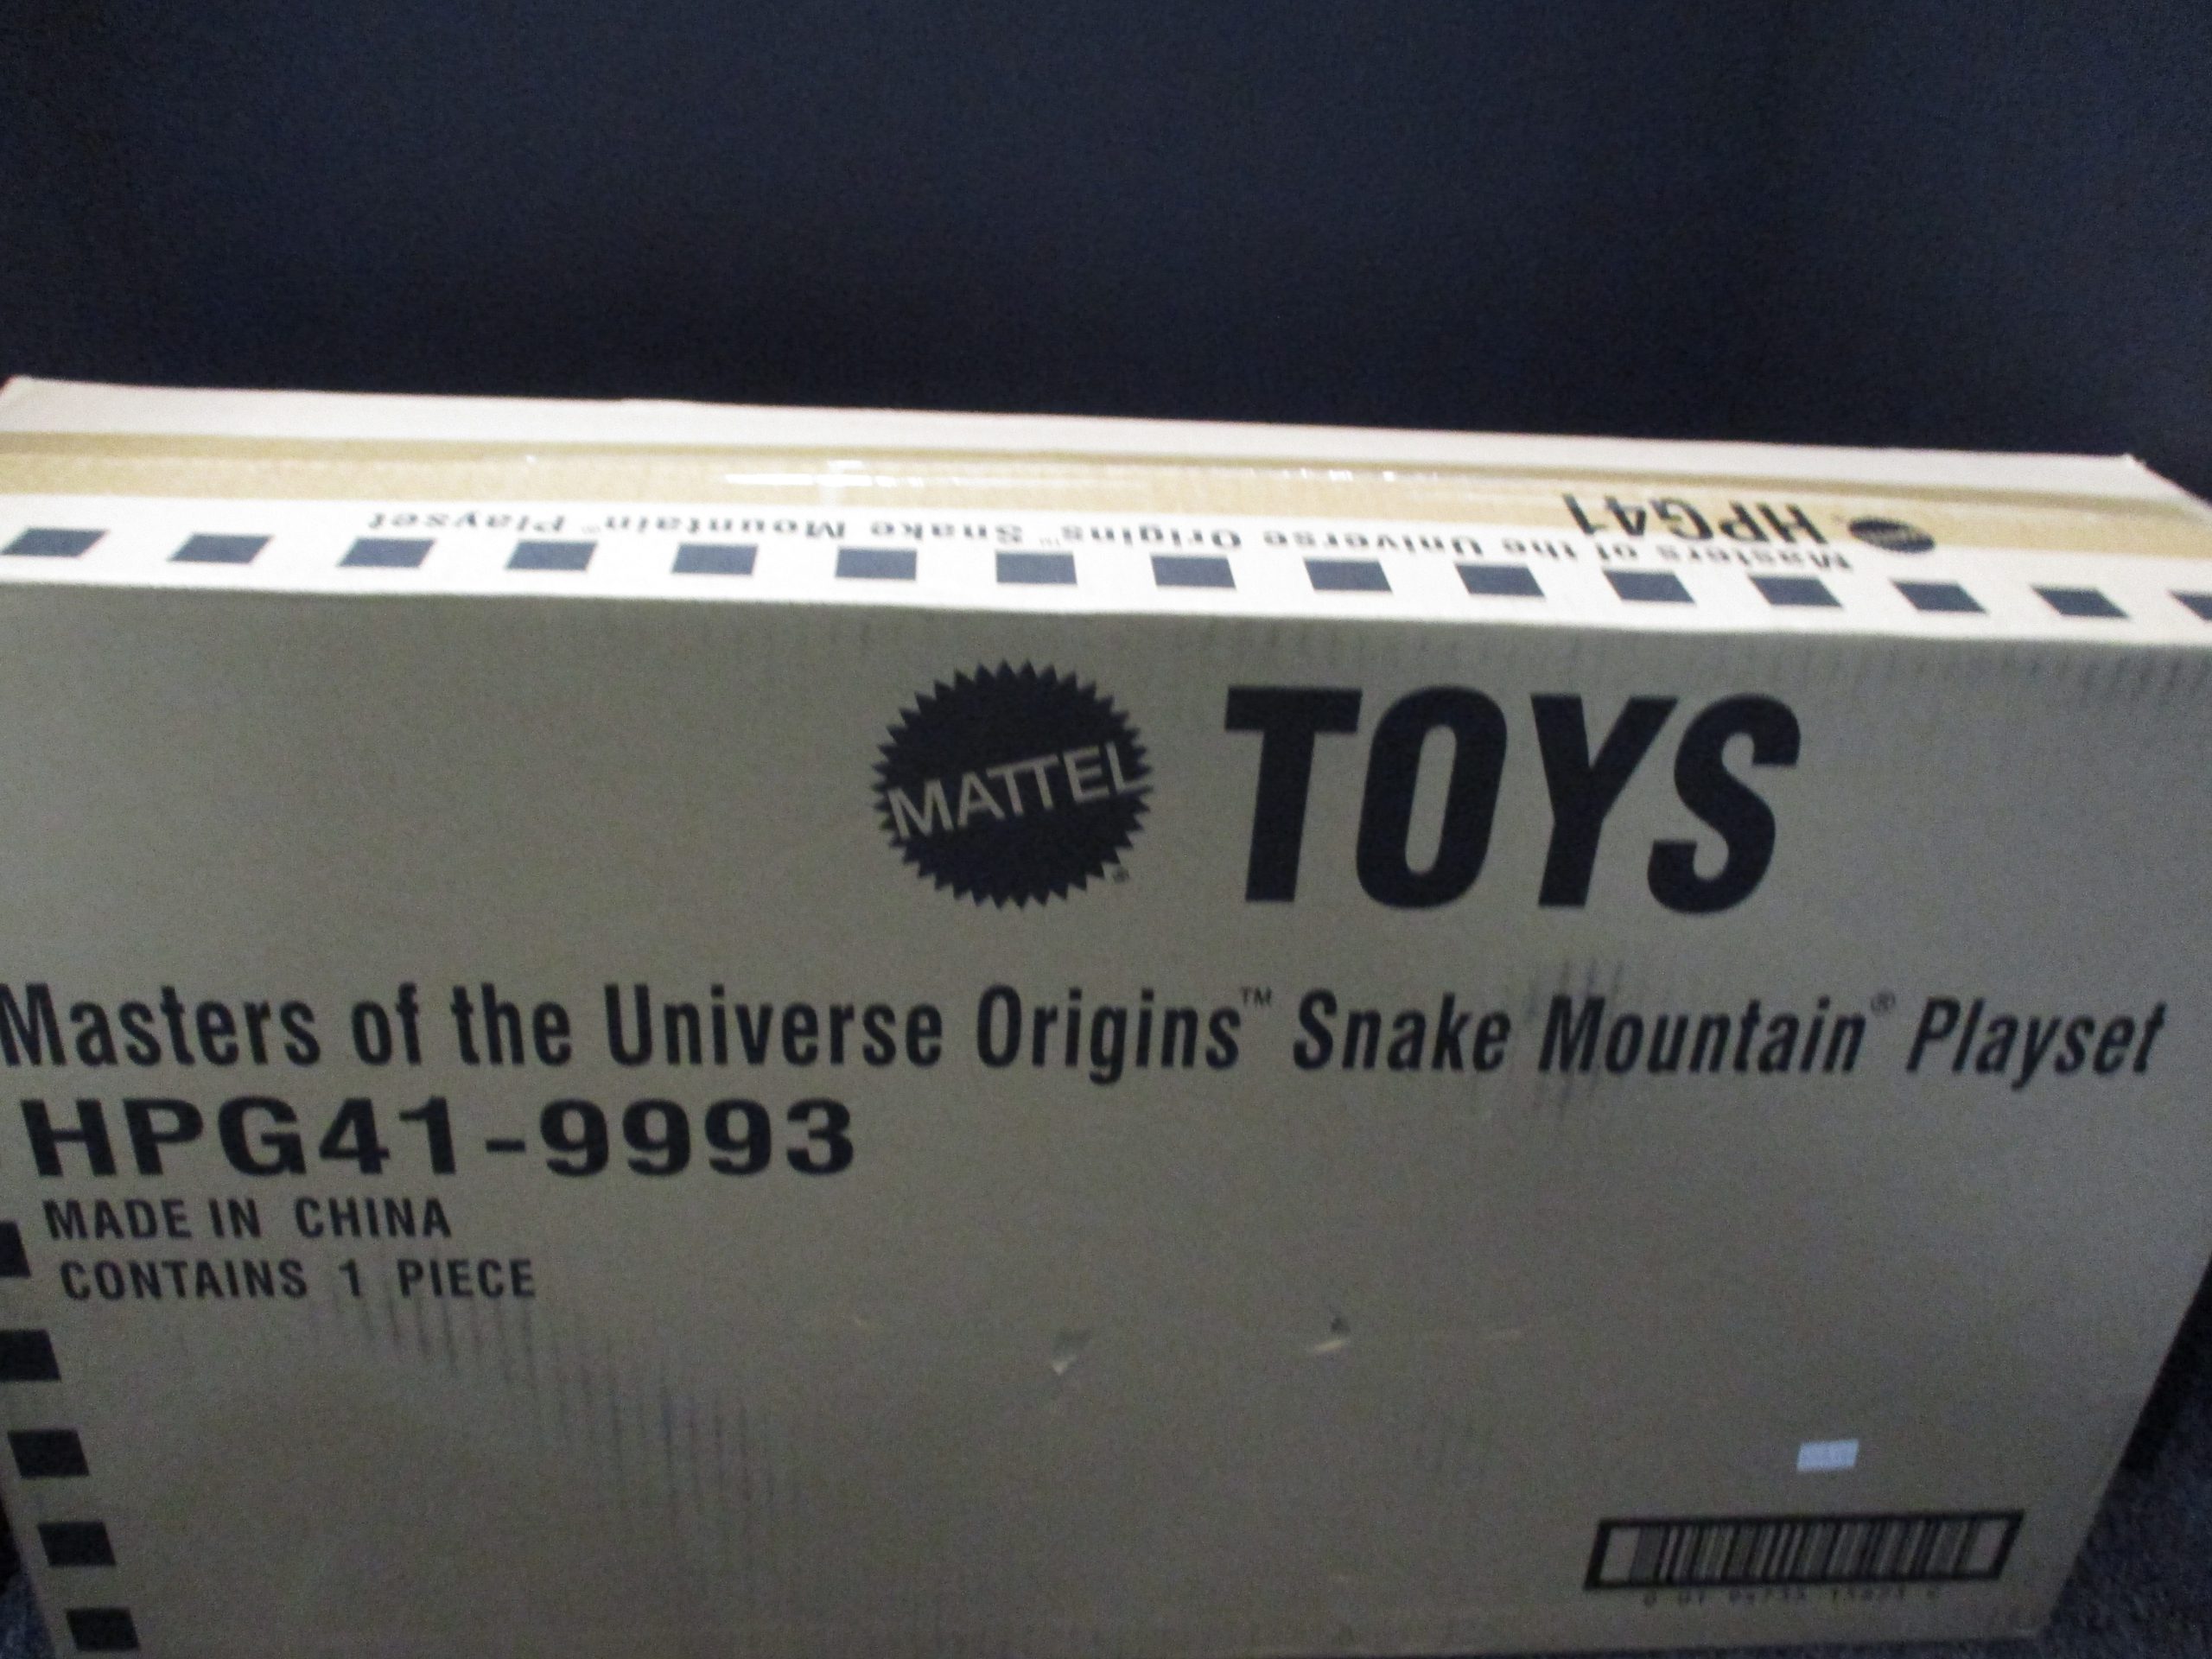 HPG41
MATTEL
Masters of the Universe Origins™ Snake Mountain® Playset
MATTEL® TOYS
Masters of the Universe Origins™ Snake Mountain® Playset
HPG41-9993
MADE IN CHINA
CONTAINS 1 PIECE